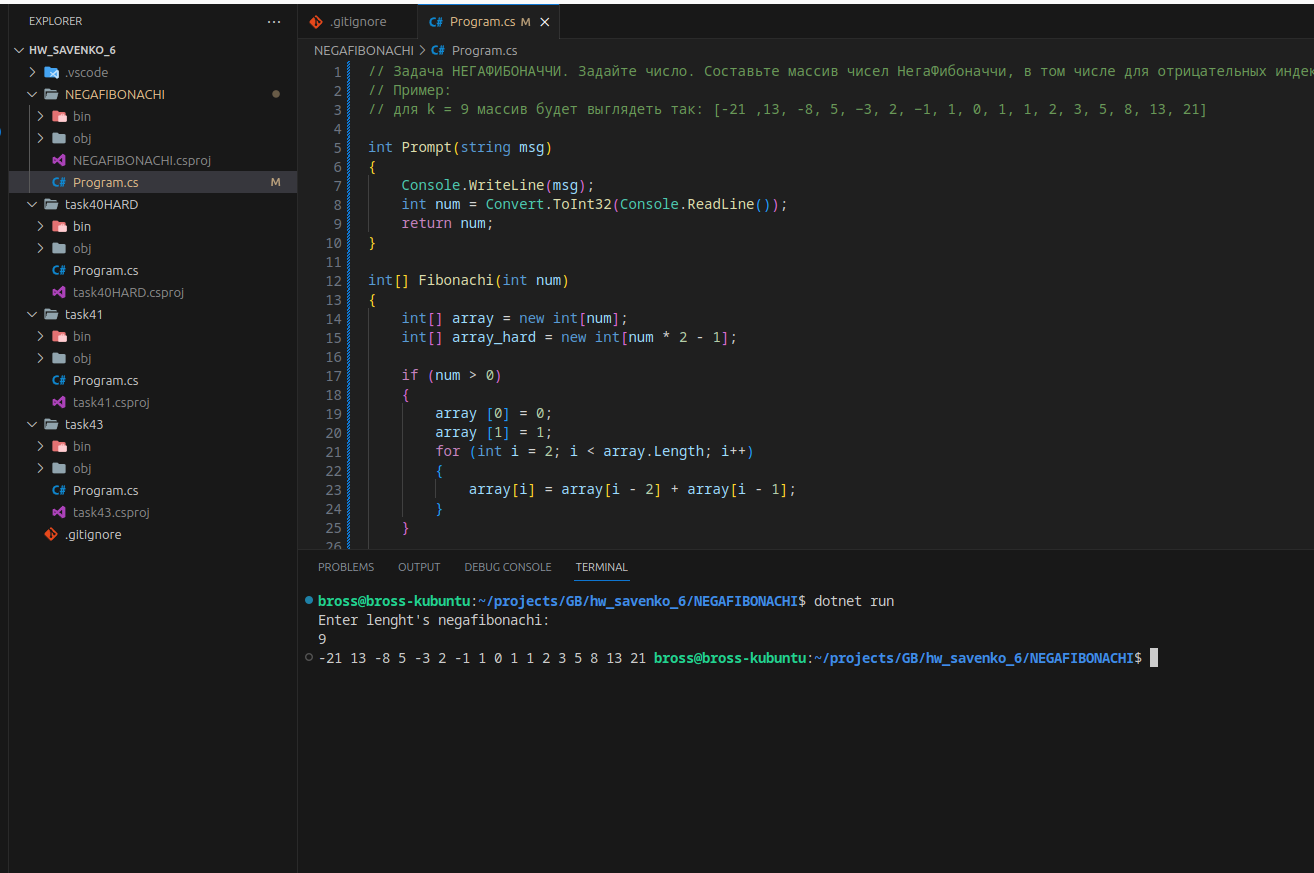 EXPLORER
HW_SAVENKO_6
.vscode
NEGAFIBONACHI
bin
obj
NEGAFIBONACHI.csproj
C# Program.cs M
task40HARD
bin
obj
C# Program.cs
task40HARD.csproj
task41
bin
obj
C# Program.cs
task41.csproj
task43
bin
obj
C# Program.cs
task43.csproj
.gitignore
.gitignore C# Program.cs M
NEGAFIBONACHI > C# Program.cs
1 // Задача НЕГАФИБОНАЧЧИ. Задайте число. Составьте массив чисел НегаФибоначчи, в том числе для отрицательных индек
2 // Пример:
3 // для k = 9 массив будет выглядеть так: [-21 ,13, -8, 5, −3, 2, −1, 1, 0, 1, 1, 2, 3, 5, 8, 13, 21]
4
5 int Prompt(string msg)
6 {
7 Console.WriteLine(msg);
8 int num = Convert.ToInt32(Console.ReadLine());
9 return num;
10 }
11
12 int[] Fibonachi(int num)
13 {
14 int[] array = new int[num];
15 int[] array_hard = new int[num * 2 - 1];
16
17 if (num > 0)
18 {
19 array [0] = 0;
20 array [1] = 1;
21 for (int i = 2; i < array.Length; i++)
22 {
23 array[i] = array[i - 2] + array[i - 1];
24 }
25 }
26
PROBLEMS OUTPUT DEBUG CONSOLE TERMINAL
bross@bross-kubuntu:~/projects/GB/hw_savenko_6/NEGAFIBONACHI$ dotnet run
Enter lenght's negafibonachi:
9
-21 13 -8 5 -3 2 -1 1 0 1 1 2 3 5 8 13 21 bross@bross-kubuntu:~/projects/GB/hw_savenko_6/NEGAFIBONACHI$